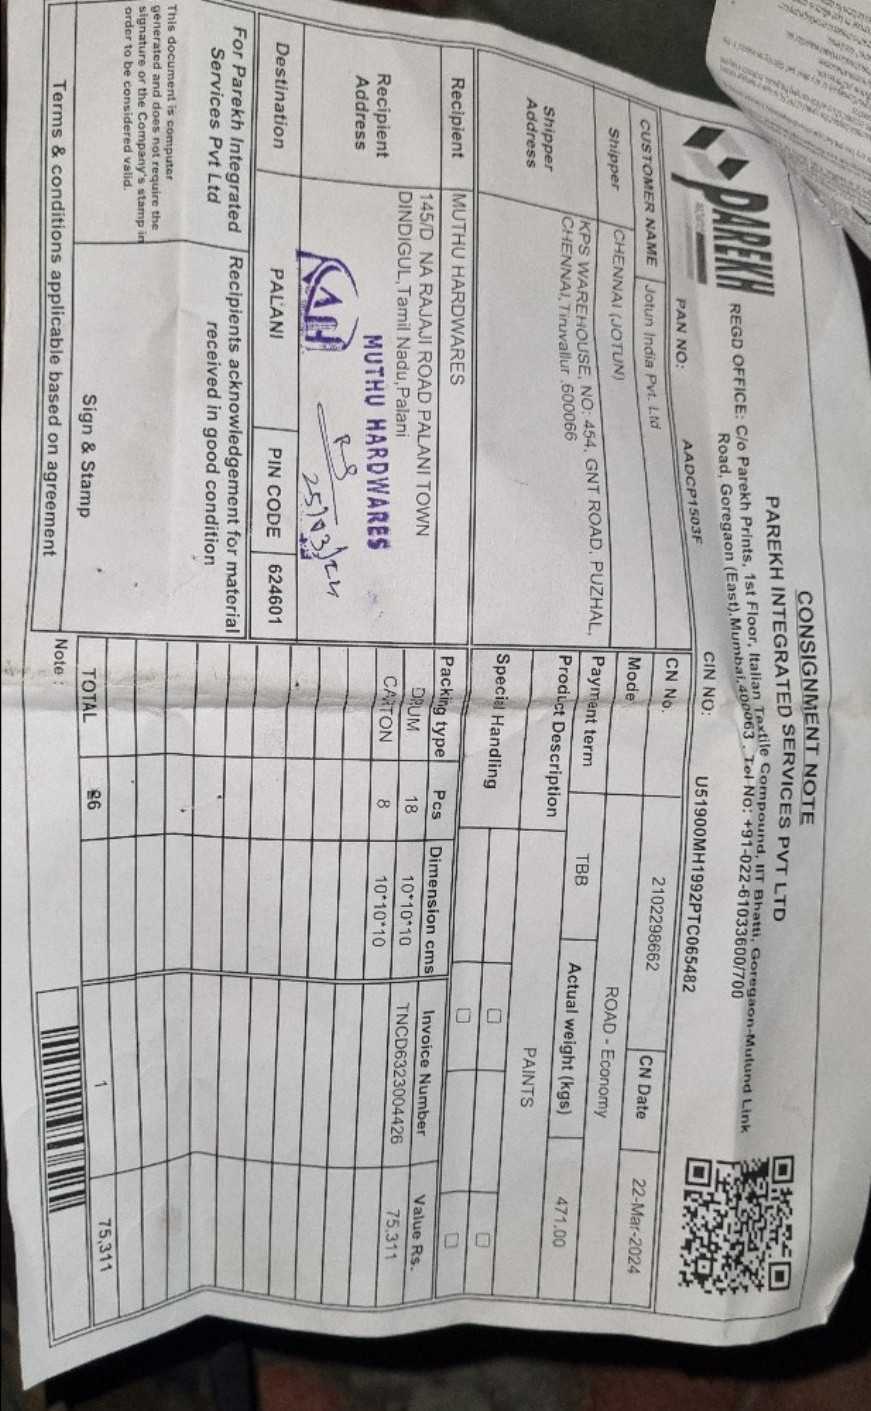 CONSIGNMENT NOTE
PAREKH INTEGRATED SERVICES PVT LTD
PAREKH
REGD OFFICE: C/o Parekh Prints, 1st Floor, Italian Textile Compound, IIT Bhatti, Goregaon-Mulund Link
Road, Goregaon (East),Mumbai.400063 . Tel No: +91-022-61033600/700
PAN NO: AADCP1503F CIN NO: U51900MH1992PTC065482
CUSTOMER NAME Jotun India Pvt. Ltd
Shipper CHENNAI (JOTUN)
Shipper Address
KPS WAREHOUSE, NO: 454, GNT ROAD, PUZHAL,
CHENNAI,Tiruvallur .600066
CN No. 2102298662 CN Date 22-Mar-2024
Mode ROAD - Economy
Payment term TBB Actual weight (kgs) 471.00
Product Description PAINTS
Special Handling
Recipient MUTHU HARDWARES
Recipient Address
145/D NA RAJAJI ROAD PALANI TOWN
DINDIGUL,Tamil Nadu,Palani
MUTHU HARDWARES
25/03/24
Destination PALANI PIN CODE 624601
Packing type Pcs Dimension cms Invoice Number Value Rs.
DRUM 18 10*10*10 TNCD6323004426 75,311
CARTON 8 10*10*10
TOTAL 26 1 75,311
For Parekh Integrated
Services Pvt Ltd
Recipients acknowledgement for material
received in good condition
This document is computer
generated and does not require the
signature or the Company's stamp in
order to be considered valid.
Sign & Stamp
Terms & conditions applicable based on agreement
Note :